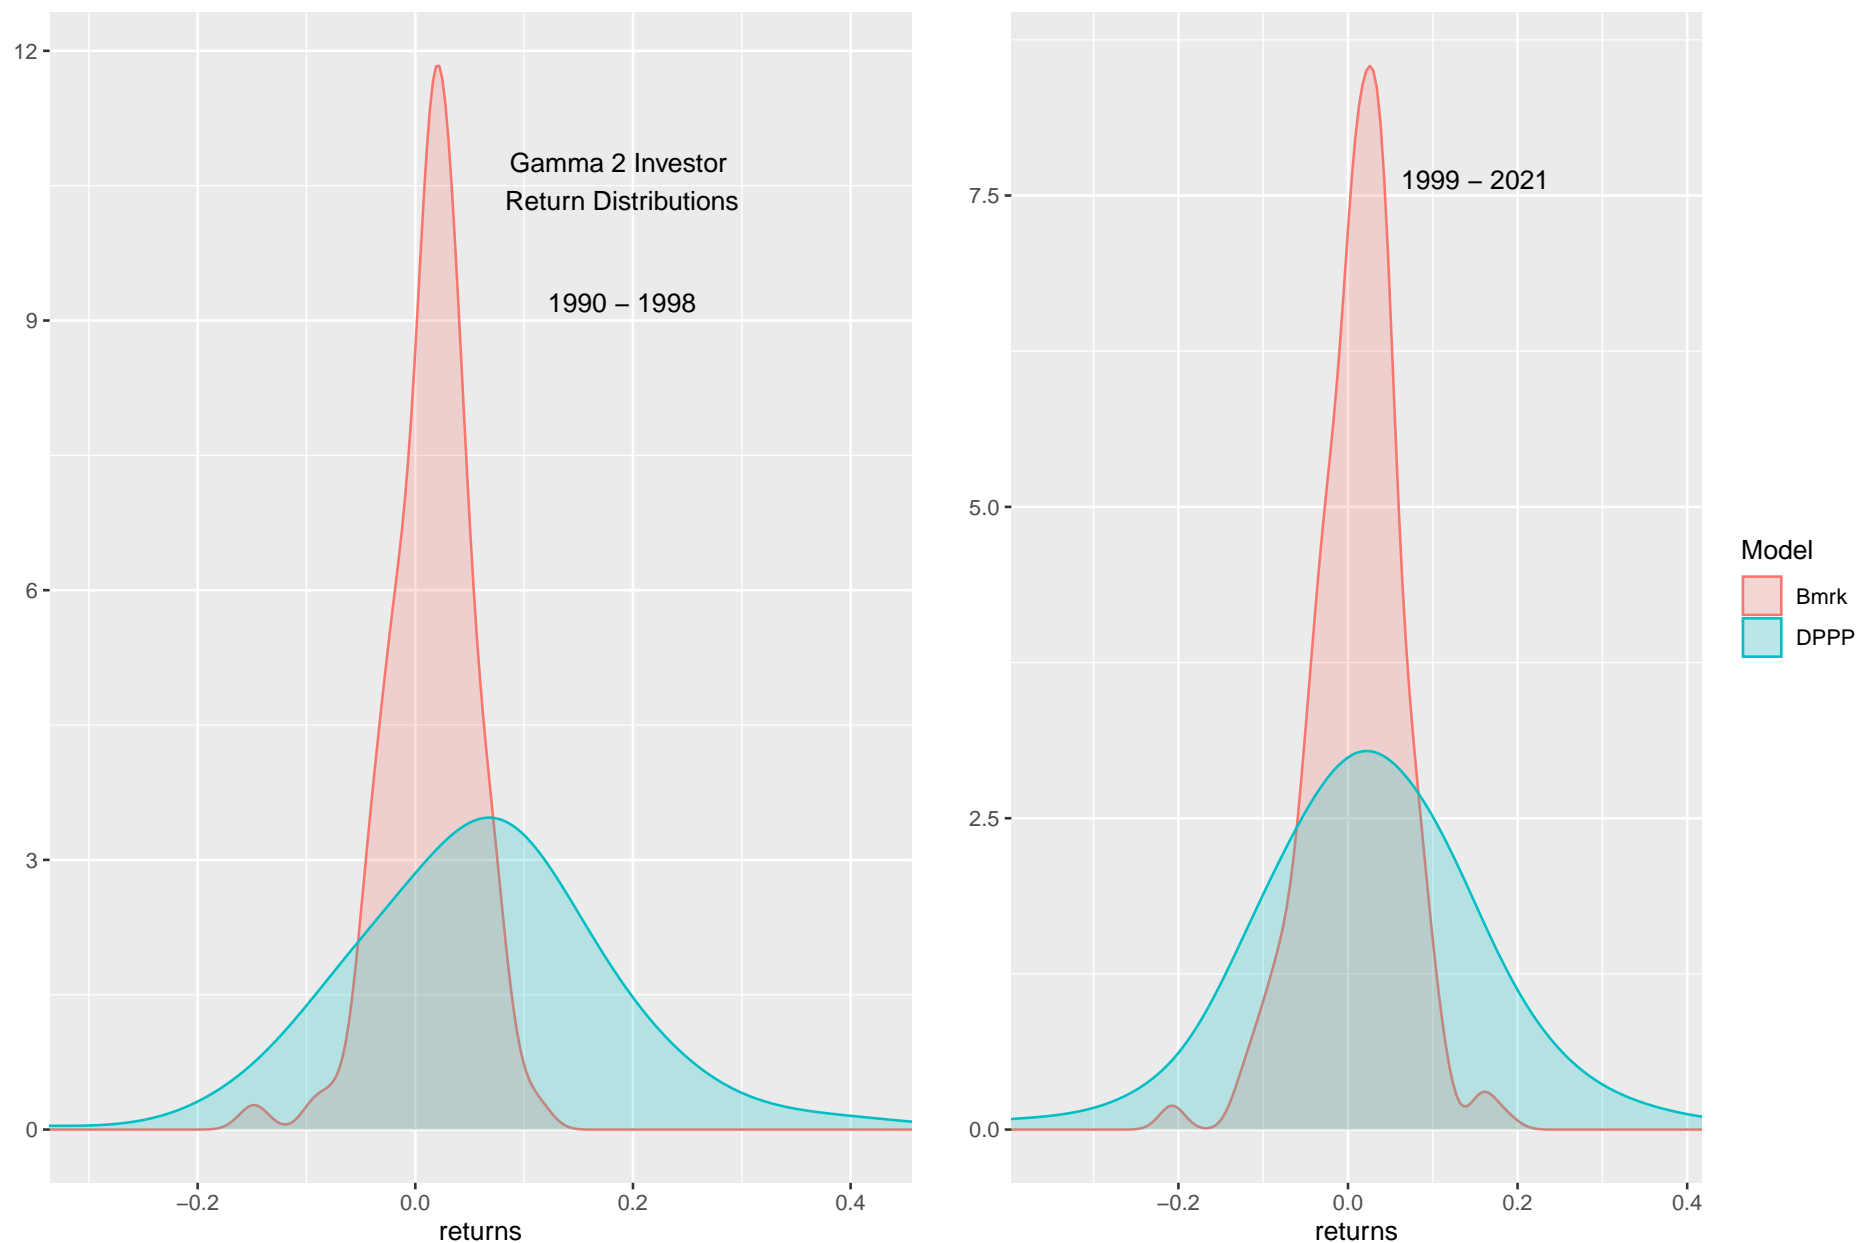 12
9
6
3
0
Gamma 2 Investor
Return Distributions
1990 – 1998
−0.2
0.0
0.2
0.4
returns
7.5
5.0
2.5
0.0
1999 – 2021
−0.2
0.0
0.2
0.4
returns
Model
Bmrk
DPPP